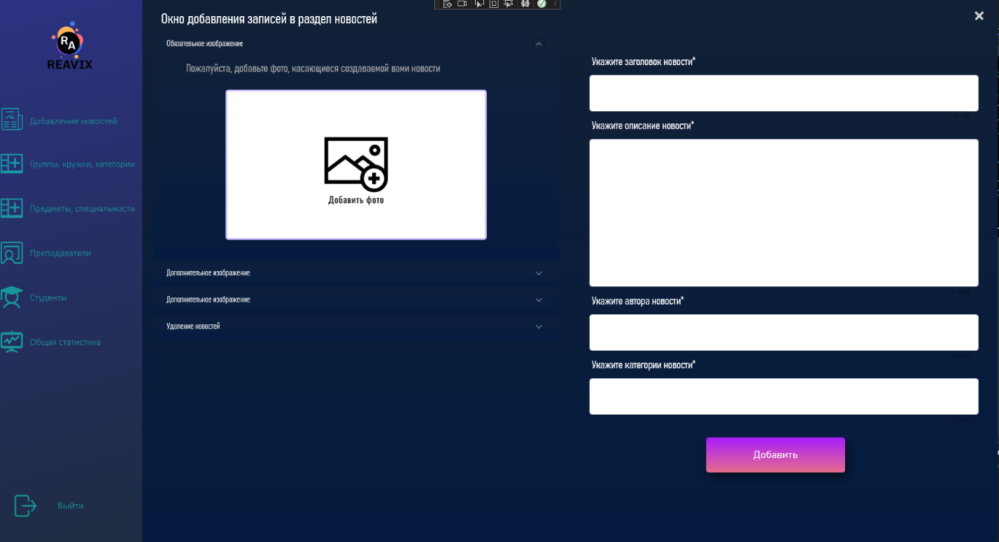 RA
REAVIX
Добавление новостей
Группы, кружки, категории
Предметы, специальности
Преподаватели
Студенты
Общая статистика
Выйти
Окно добавления записей в раздел новостей
Обязательное изображение
Пожалуйста, добавьте фото, касающиеся создаваемой вами новости
Добавить фото
Дополнительное изображение
Дополнительное изображение
Удаление новостей
Укажите заголовок новости*
Укажите описание новости*
Укажите автора новости*
Укажите категории новости*
Добавить